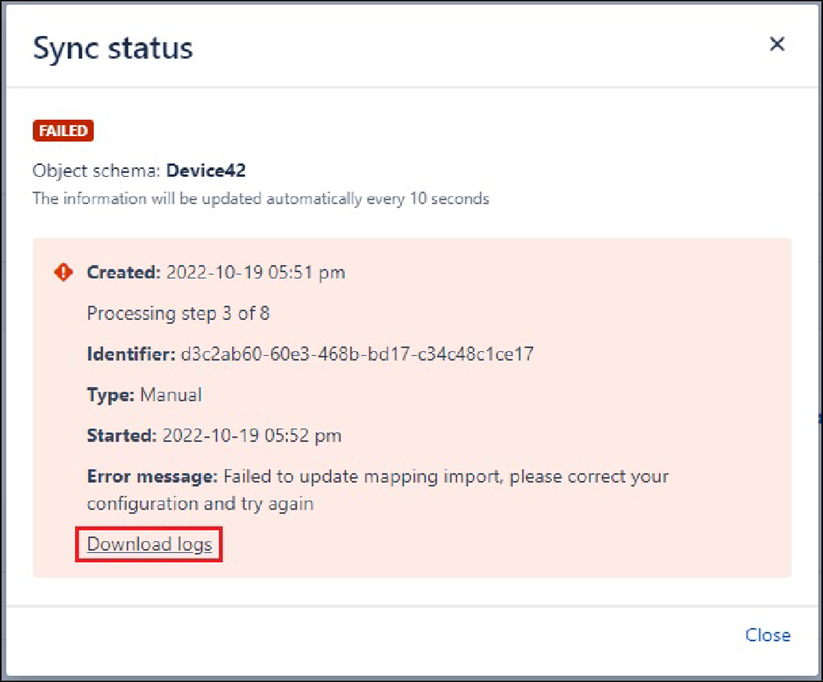 Sync status
FAILED
Object schema: Device42
The information will be updated automatically every 10 seconds
Created: 2022-10-19 05:51 pm
Processing step 3 of 8
Identifier: d3c2ab60-60e3-468b-bd17-c34c48c1ce17
Type: Manual
Started: 2022-10-19 05:52 pm
Error message: Failed to update mapping import, please correct your
configuration and try again
Download logs
Close